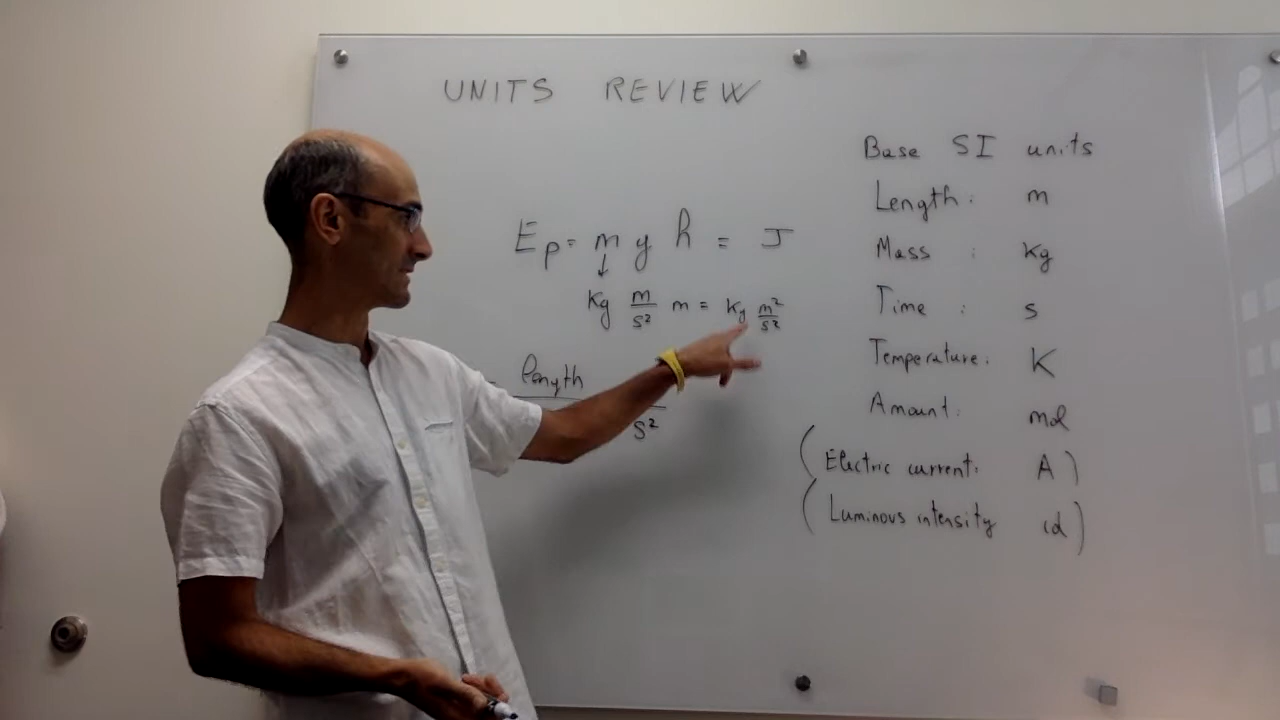 UNITS REVIEW
E_p = m g h = J
↓
Kg m/s² m = Kg m²/s²
length
s²
Base SI units
Length: m
Mass : Kg
Time : s
Temperature: K
Amount: mol
(Electric current: A)
(Luminous intensity cd)